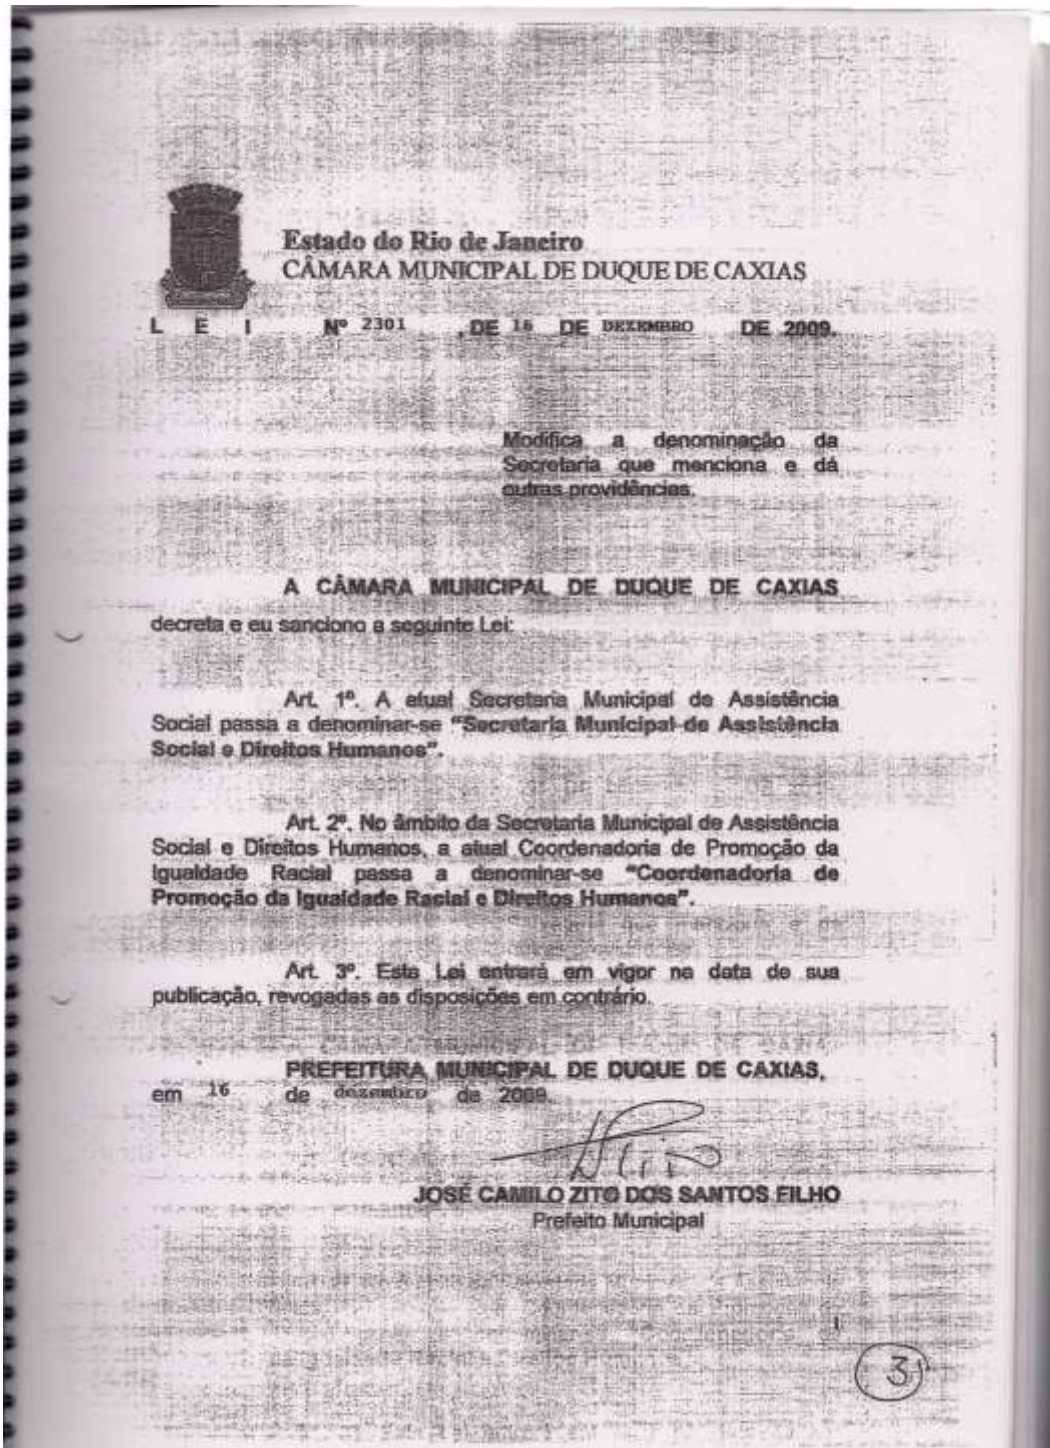 Estado do Rio de Janeiro
CÂMARA MUNICIPAL DE DUQUE DE CAXIAS
L E I Nº 2301 , DE 16 DE DEZEMBRO DE 2009.
Modifica a denominação da
Secretaria que menciona e dá
outras providências.
A CÂMARA MUNICIPAL DE DUQUE DE CAXIAS
decreta e eu sanciono a seguinte Lei:
Art. 1º. A atual Secretaria Municipal de Assistência
Social passa a denominar-se “Secretaria Municipal de Assistência
Social e Direitos Humanos”.
Art. 2º. No âmbito da Secretaria Municipal de Assistência
Social e Direitos Humanos, a atual Coordenadoria de Promoção da
Igualdade Racial passa a denominar-se “Coordenadoria de
Promoção da Igualdade Racial e Direitos Humanos”.
Art. 3º. Esta Lei entrará em vigor na data de sua
publicação, revogadas as disposições em contrário.
PREFEITURA MUNICIPAL DE DUQUE DE CAXIAS,
em 16 de dezembro de 2009.
JOSÉ CAMILO ZITO DOS SANTOS FILHO
Prefeito Municipal
1
3